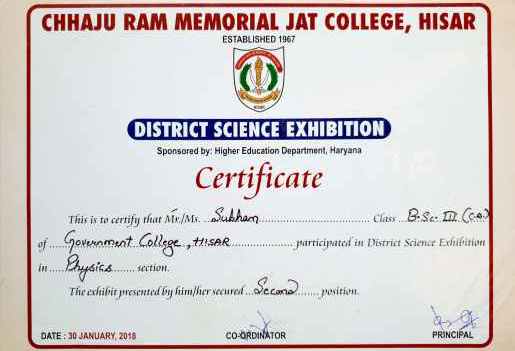 CHHAJU RAM MEMORIAL JAT COLLEGE, HISAR
ESTABLISHED 1967
DISTRICT SCIENCE EXHIBITION
Sponsored by: Higher Education Department, Haryana
Certificate
This is to certify that Mr./Ms. Subham Class B.Sc. III (C.A.)
of Government College, HISAR participated in District Science Exhibition
in Physics section.
The exhibit presented by him/her secured Second position.
DATE : 30 JANUARY, 2018 CO-ORDINATOR PRINCIPAL